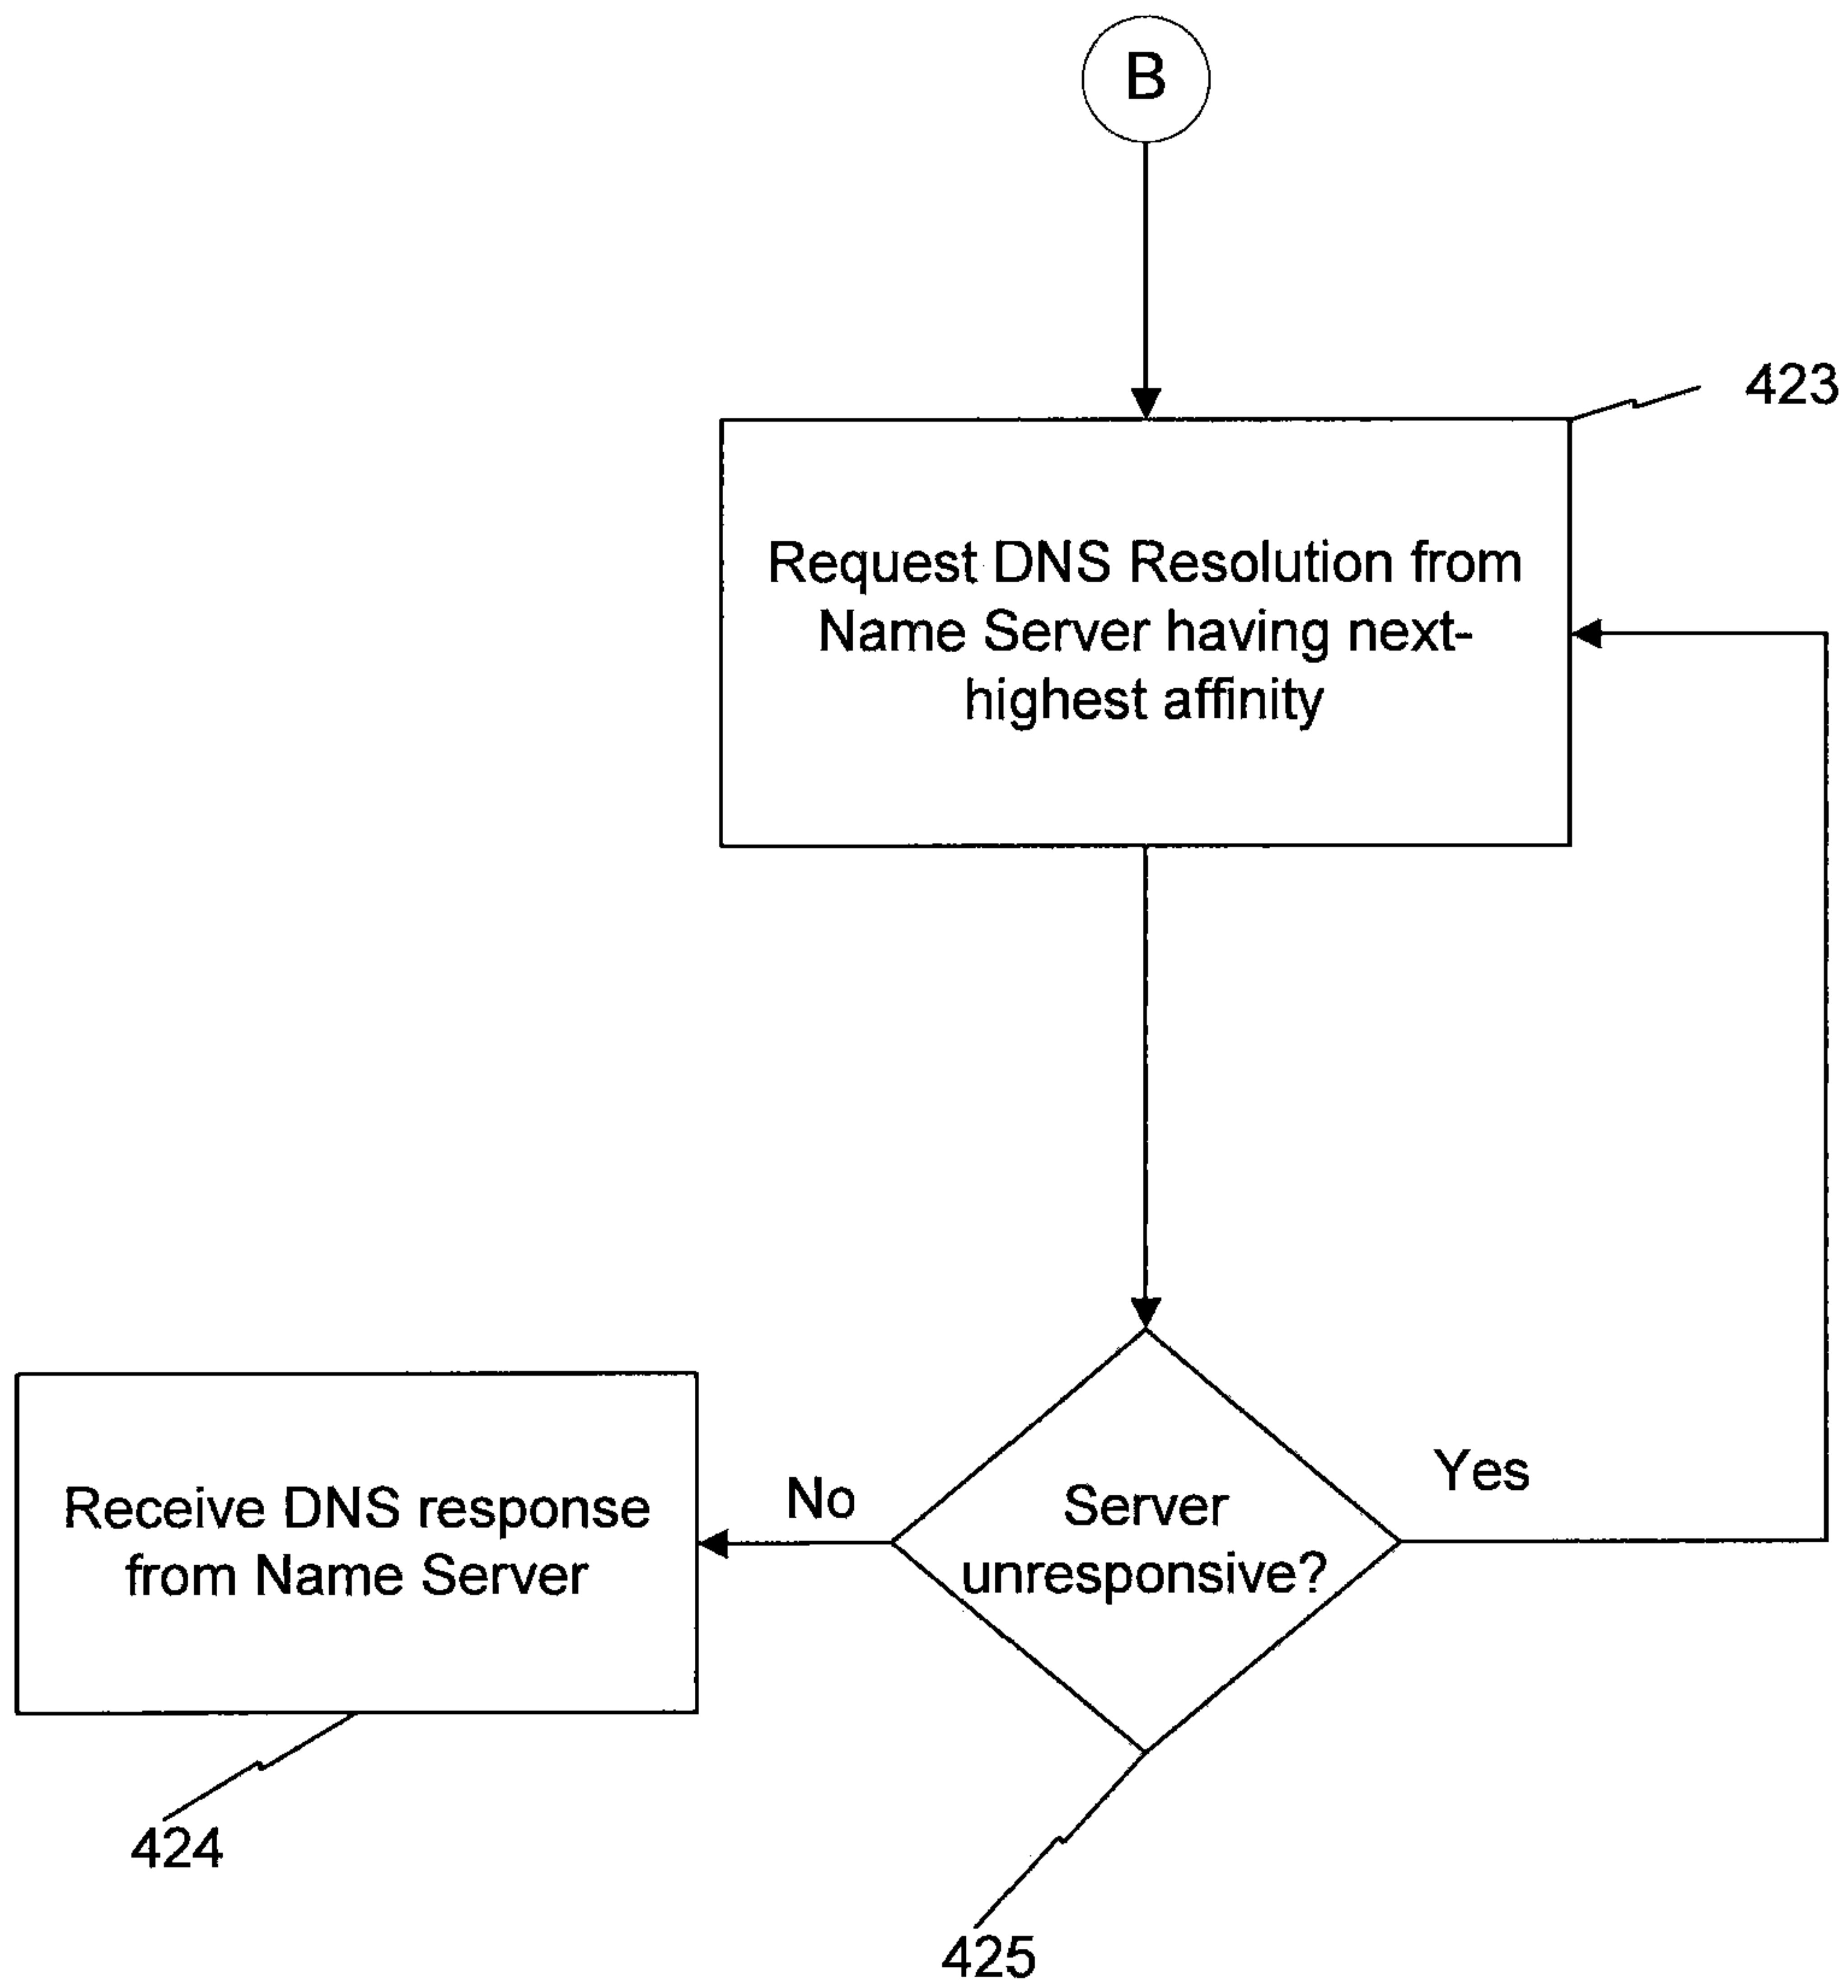 B
423
Request DNS Resolution from
Name Server having next-
highest affinity
Yes
No
Server
unresponsive?
Receive DNS response
from Name Server
424
425